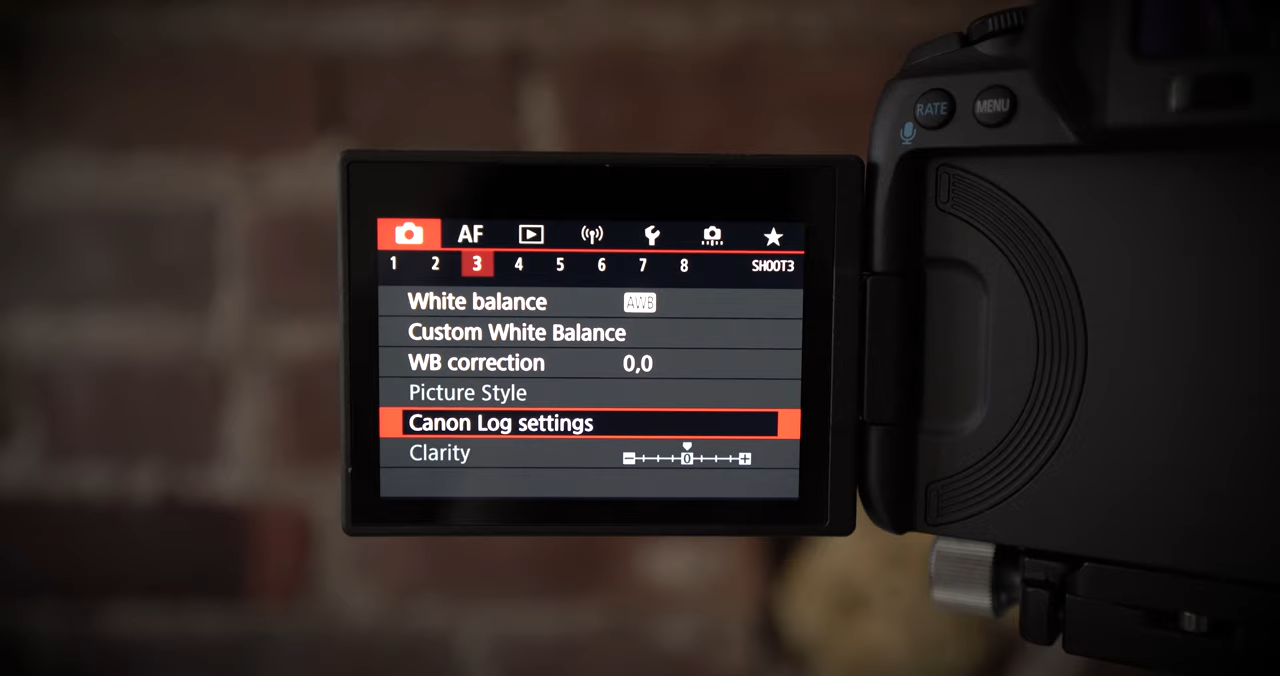 RATE MENU
AF
1 2 3 4 5 6 7 8 SHOOT3
White balance AWB
Custom White Balance
WB correction 0,0
Picture Style
Canon Log settings
Clarity 0